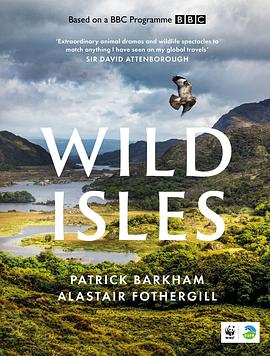 Based on a BBC Programme BBC
'Extraordinary animal dramas and wildlife spectacles to
match anything I have seen on my global travels'
SIR DAVID ATTENBOROUGH
WILD
ISLES
PATRICK BARKHAM
ALASTAIR FOTHERGILL
WWF